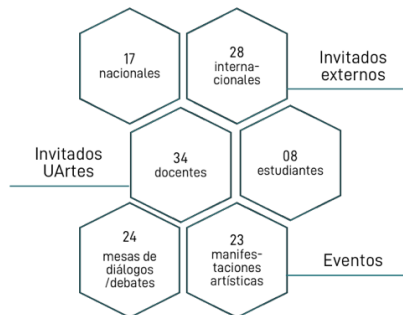 17
nacionales
28
interna-
cionales
Invitados
externos
Invitados
UArtes
34
docentes
08
estudiantes
24
mesas de
diálogos
/debates
23
manifes-
taciones
artísticas
Eventos